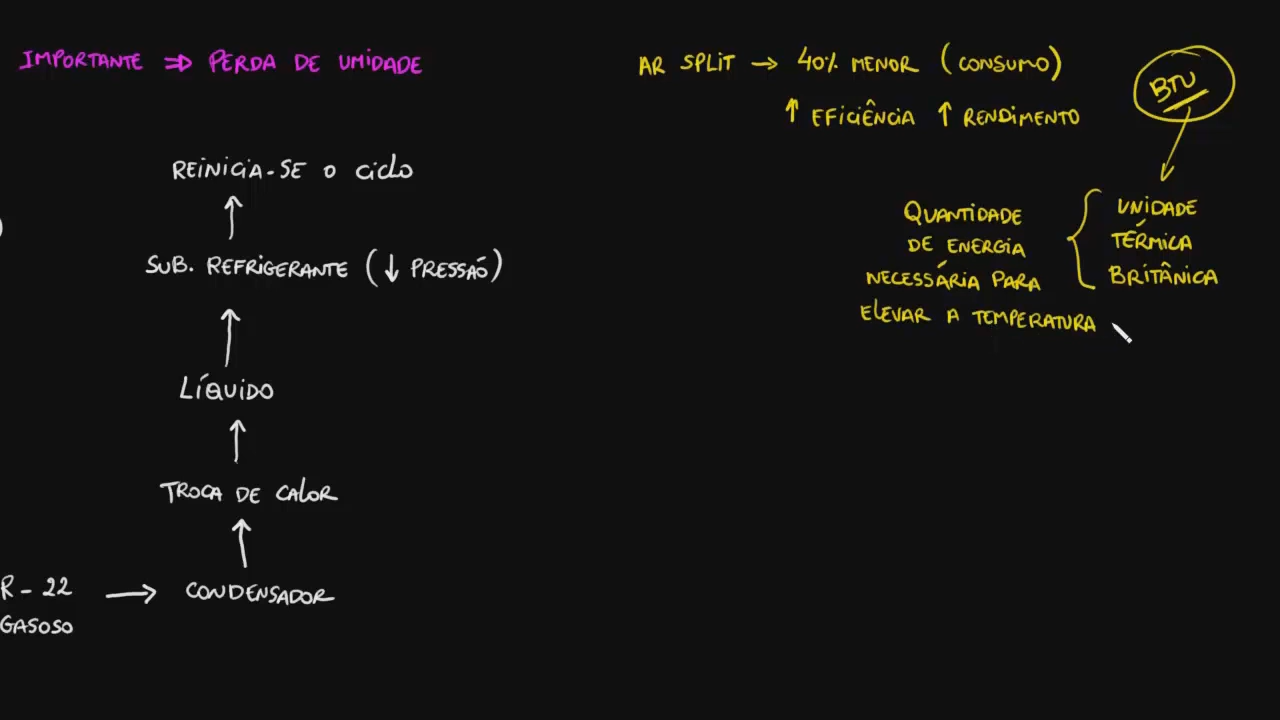 IMPORTANTE ⇒ PERDA DE UMIDADE
REINICIA-SE O CICLO
SUB. REFRIGERANTE (↓ PRESSÃO)
LÍQUIDO
TROCA DE CALOR
R-22 → CONDENSADOR
GASOSO
AR SPLIT → 40% MENOR (CONSUMO)
↑ EFICIÊNCIA ↑ RENDIMENTO
BTU
UNIDADE
TÉRMICA
BRITÂNICA
QUANTIDADE
DE ENERGIA
NECESSÁRIA PARA
ELEVAR A TEMPERATURA